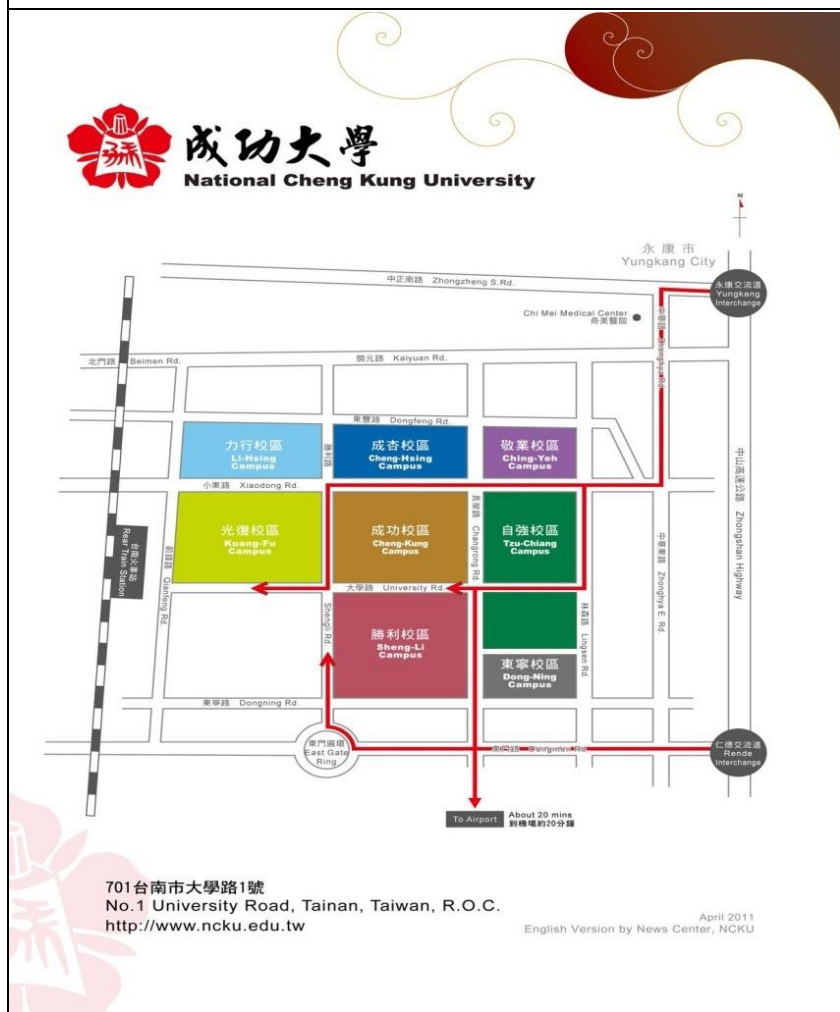 成功大學
National Cheng Kung University
N
永康市
Yungkang City
中正南路 Zhongzheng S.Rd.
永康交流道
Yungkang
Interchange
Chi Mei Medical Center
奇美醫院
中華路 Zhonghya Rd.
北門路 Beimen Rd.
開元路 Kaiyuan Rd.
東豐路 Dongfeng Rd.
力行校區
Li-Hsing
Campus
勝利路
成杏校區
Cheng-Hsing
Campus
敬業校區
Ching-Yeh
Campus
中山高速公路 Zhongshan Highway
小東路 Xiaodong Rd.
光復校區
Kuang-Fu
Campus
成功校區
Cheng-Kung
Campus
長榮路 Changrong Rd.
自強校區
Tzu-Chiang
Campus
中華東路 Zhonghya E. Rd.
台南火車站
Rear Train Station
前鋒路 Qianfeng Rd.
大學路 University Rd.
Shengli Rd.
勝利校區
Sheng-Li
Campus
林森路 Lingsen Rd.
東寧校區
Dong-Ning
Campus
東寧路 Dongning Rd.
東門圓環
East Gate
Ring
東門路 Dungmen Rd.
仁德交流道
Rende
Interchange
To Airport
About 20 mins
到機場約20分鐘
701台南市大學路1號
No.1 University Road, Tainan, Taiwan, R.O.C.
http://www.ncku.edu.tw
April 2011
English Version by News Center, NCKU